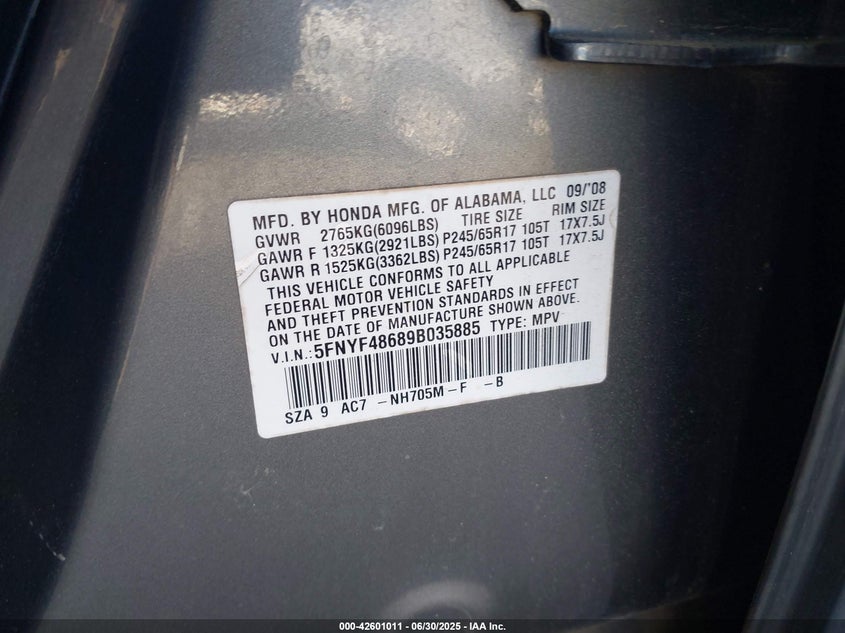 MFD. BY HONDA MFG. OF ALABAMA, LLC 09/'08
GVWR 2765KG(6096LBS) TIRE SIZE RIM SIZE
GAWR F 1325KG(2921LBS) P245/65R17 105T 17X7.5J
GAWR R 1525KG(3362LBS) P245/65R17 105T 17X7.5J
THIS VEHICLE CONFORMS TO ALL APPLICABLE
FEDERAL MOTOR VEHICLE SAFETY
AND THEFT PREVENTION STANDARDS IN EFFECT
ON THE DATE OF MANUFACTURE SHOWN ABOVE.
V.I.N.: 5FNYF48689B035885 TYPE: MPV
SZA 9 AC7 -NH705M-F -B
000-42601011 - 06/30/2025 - IAA Inc.